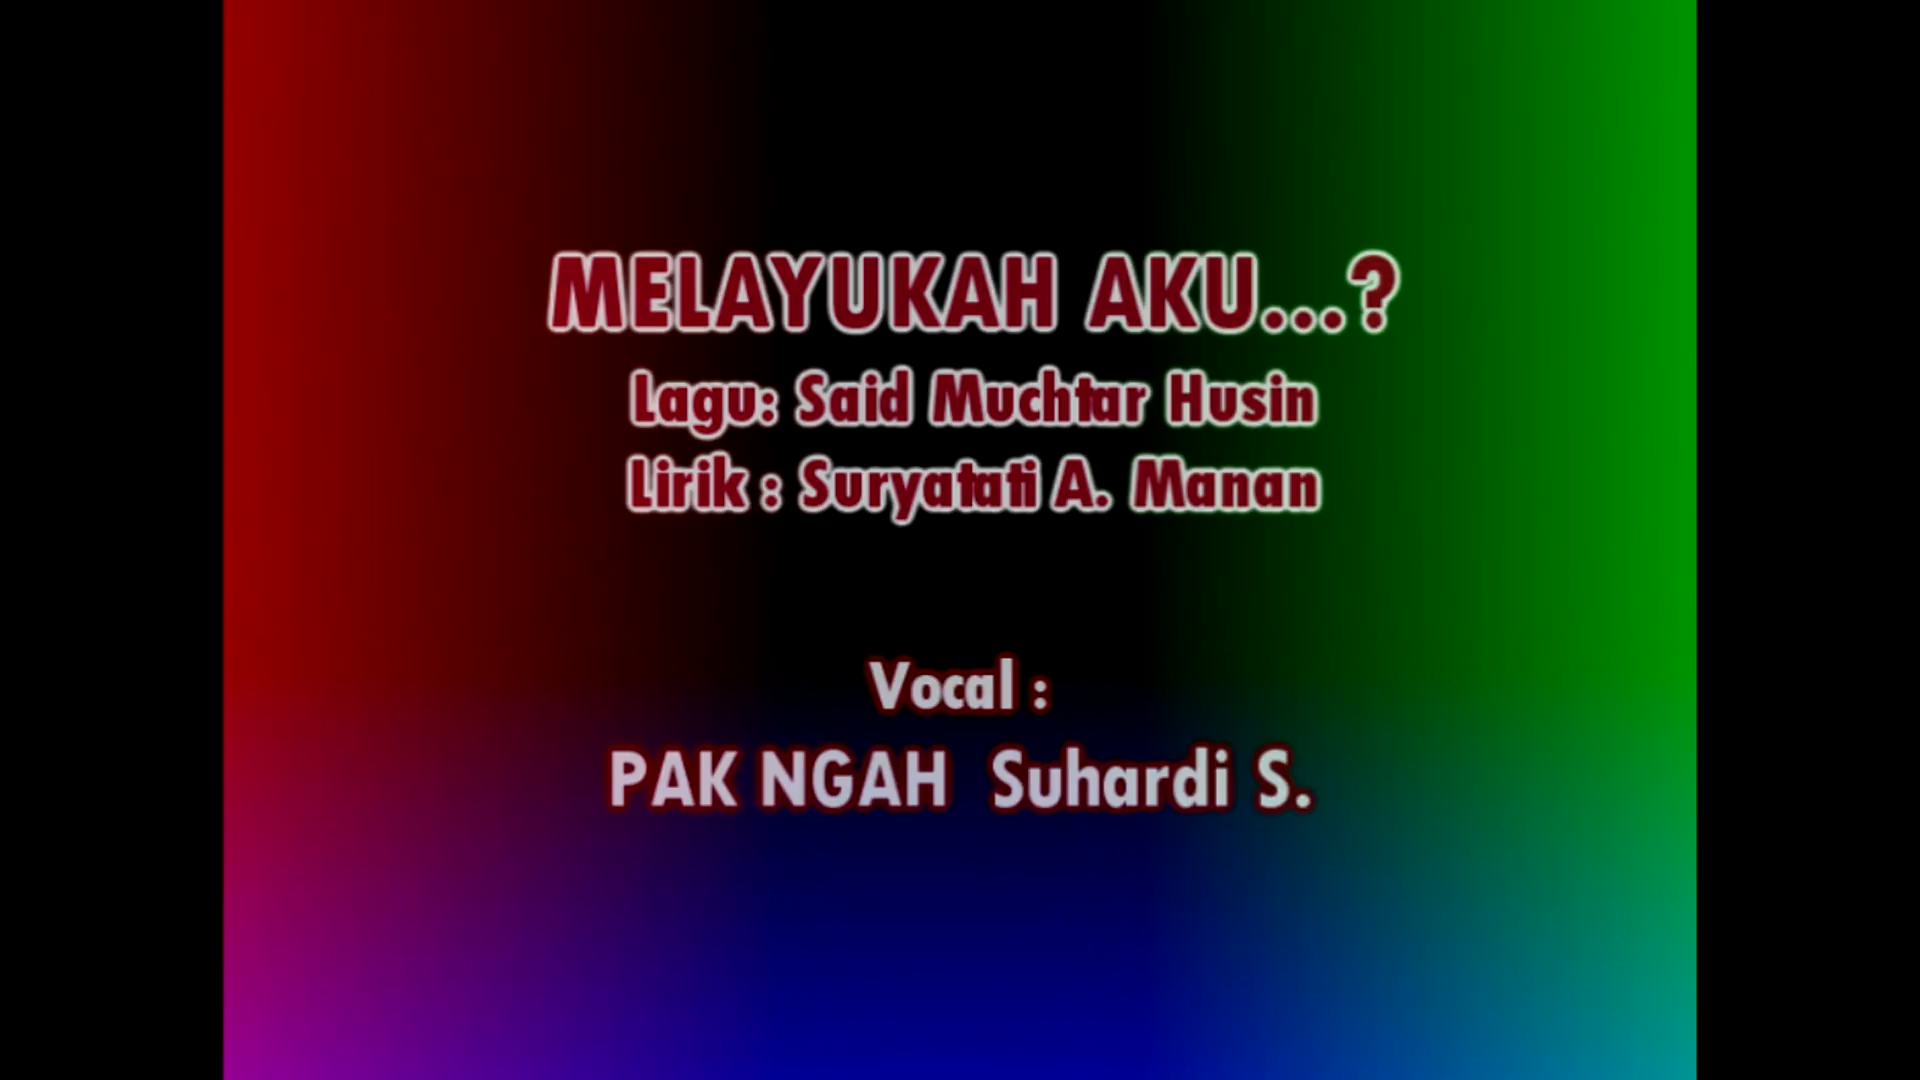 MELAYUKAH AKU...?
Lagu: Said Muchtar Husin
Lirik : Suryatati A. Manan
Vocal :
PAK NGAH Suhardi S.